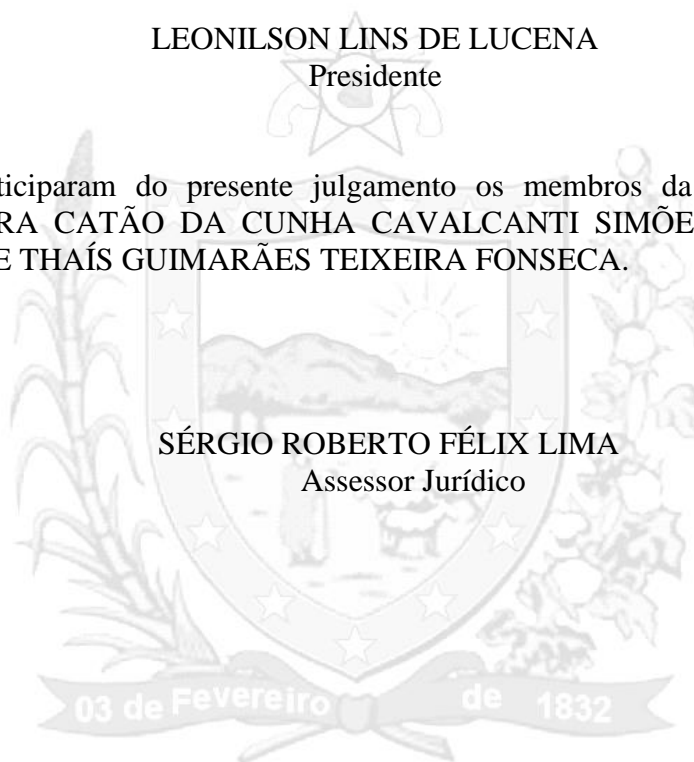 LEONILSON LINS DE LUCENA
Presidente
ticiparam do presente julgamento os membros da
RA CATÃO DA CUNHA CAVALCANTI SIMÕE
E THAÍS GUIMARÃES TEIXEIRA FONSECA.
SÉRGIO ROBERTO FÉLIX LIMA
Assessor Jurídico
03 de Fevereiro de 1832